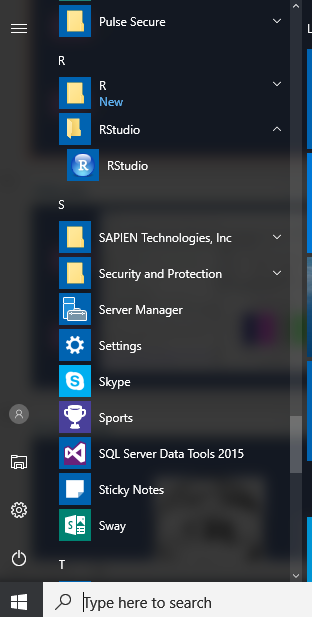 Pulse Secure
R
R
New
RStudio
R
RStudio
S
SAPIEN Technologies, Inc
Security and Protection
Server Manager
Settings
S
Skype
Sports
SQL Server Data Tools 2015
Sticky Notes
S
Sway
T
Type here to search